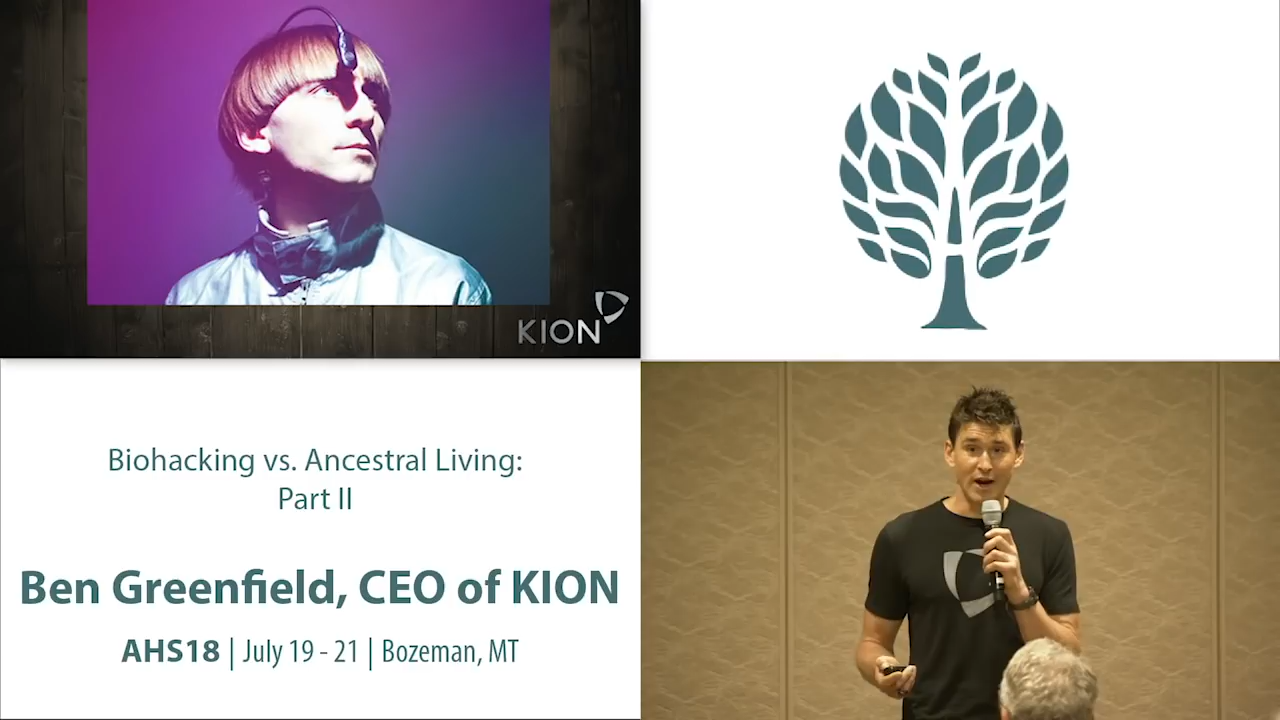 KION
Biohacking vs. Ancestral Living:
Part II
Ben Greenfield, CEO of KION
AHS18 | July 19 - 21 | Bozeman, MT